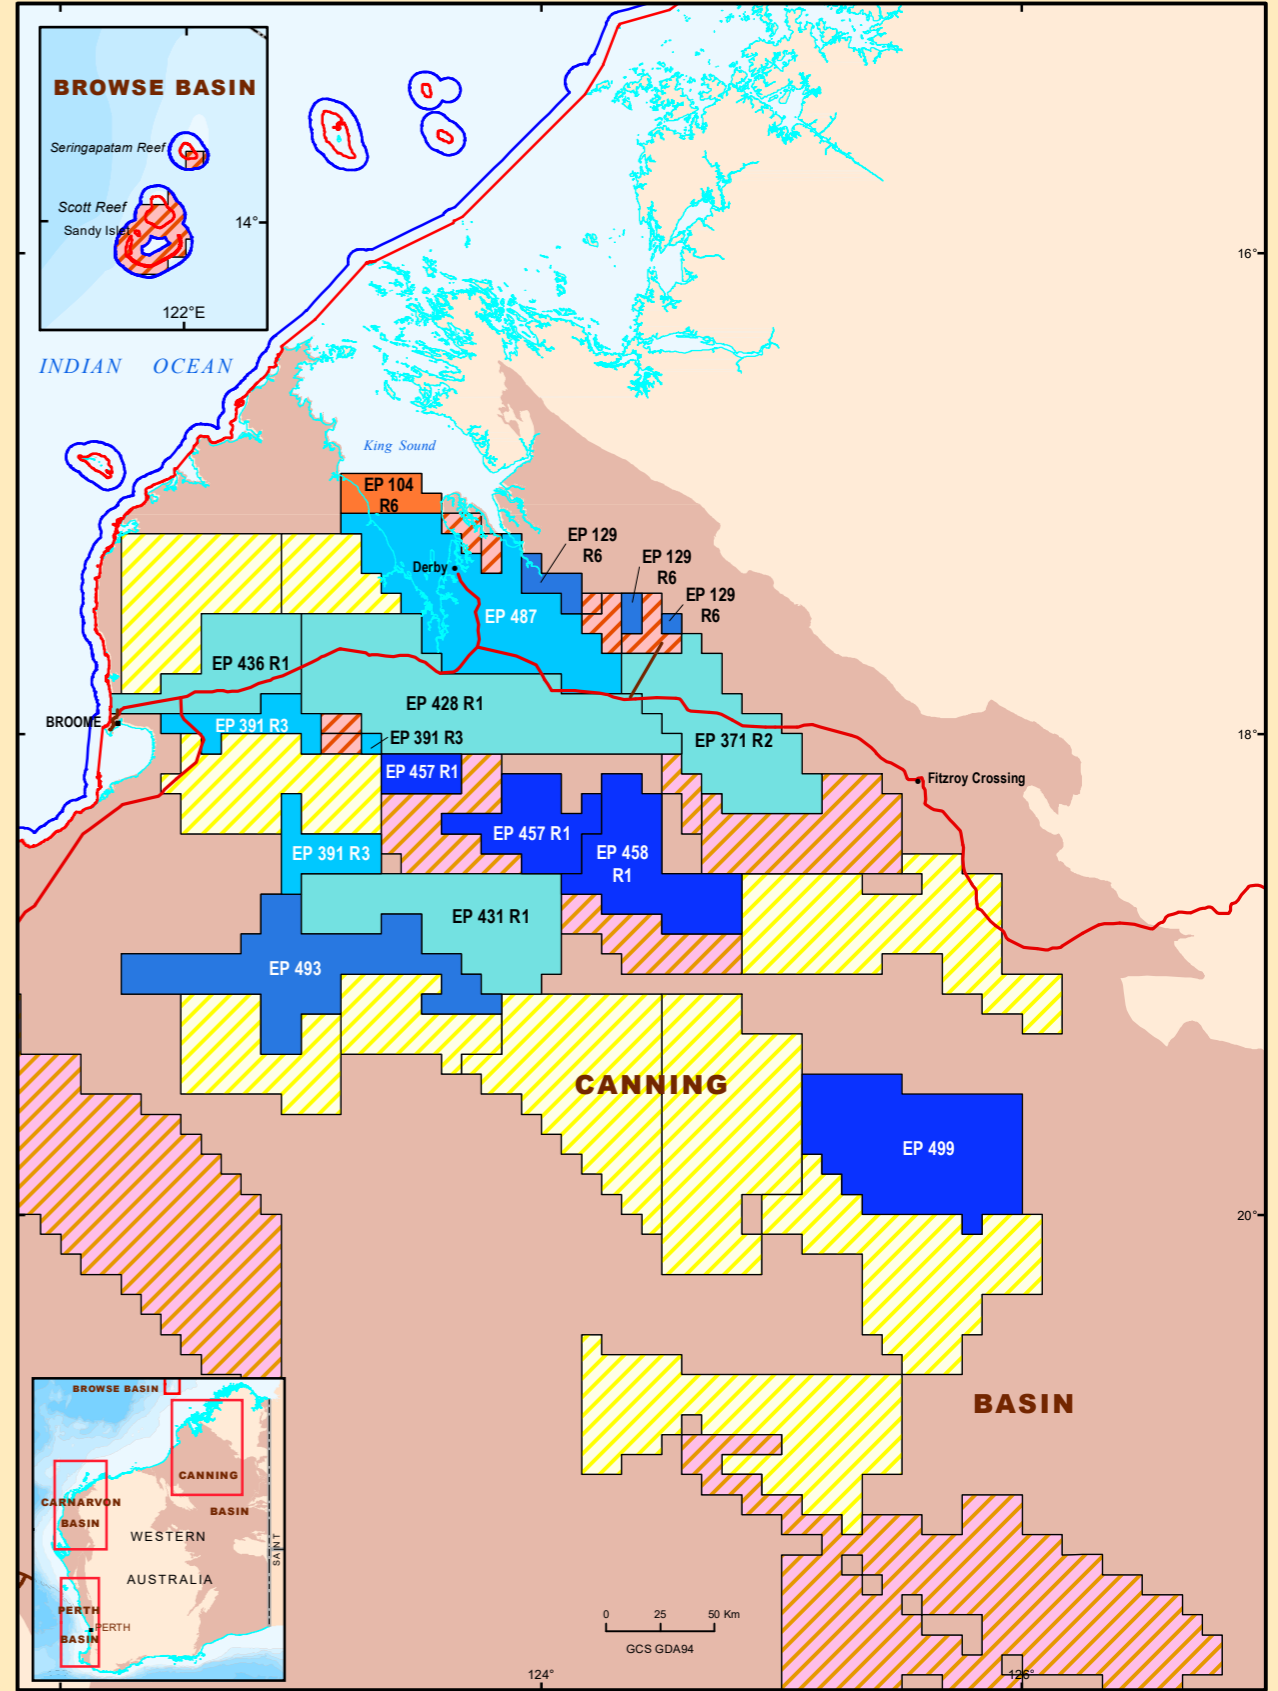 BROWSE BASIN
Seringapatam Reef
Scott Reef
Sandy Islet
14°
122°E
16°
INDIAN OCEAN
King Sound
EP 104
R6
EP 129
R6
EP 129
R6
EP 129
R6
Derby
EP 487
EP 436 R1
EP 428 R1
BROOME
EP 391 R3
EP 391 R3
EP 371 R2
18°
EP 457 R1
Fitzroy Crossing
EP 457 R1
EP 391 R3
EP 458
R1
EP 431 R1
EP 493
CANNING
EP 499
20°
BASIN
BROWSE BASIN
CANNING
BASIN
CARNARVON
BASIN
WESTERN
AUSTRALIA
SA
NT
PERTH
BASIN
PERTH
0 25 50 Km
GCS GDA94
124°
126°